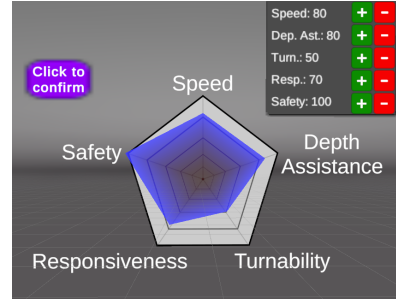 Speed: 80 + -
Dep. Ast.: 80 + -
Turn.: 50 + -
Resp.: 70 + -
Safety: 100 + -
Click to
confirm
Speed
Safety
Depth
Assistance
Responsiveness
Turnability